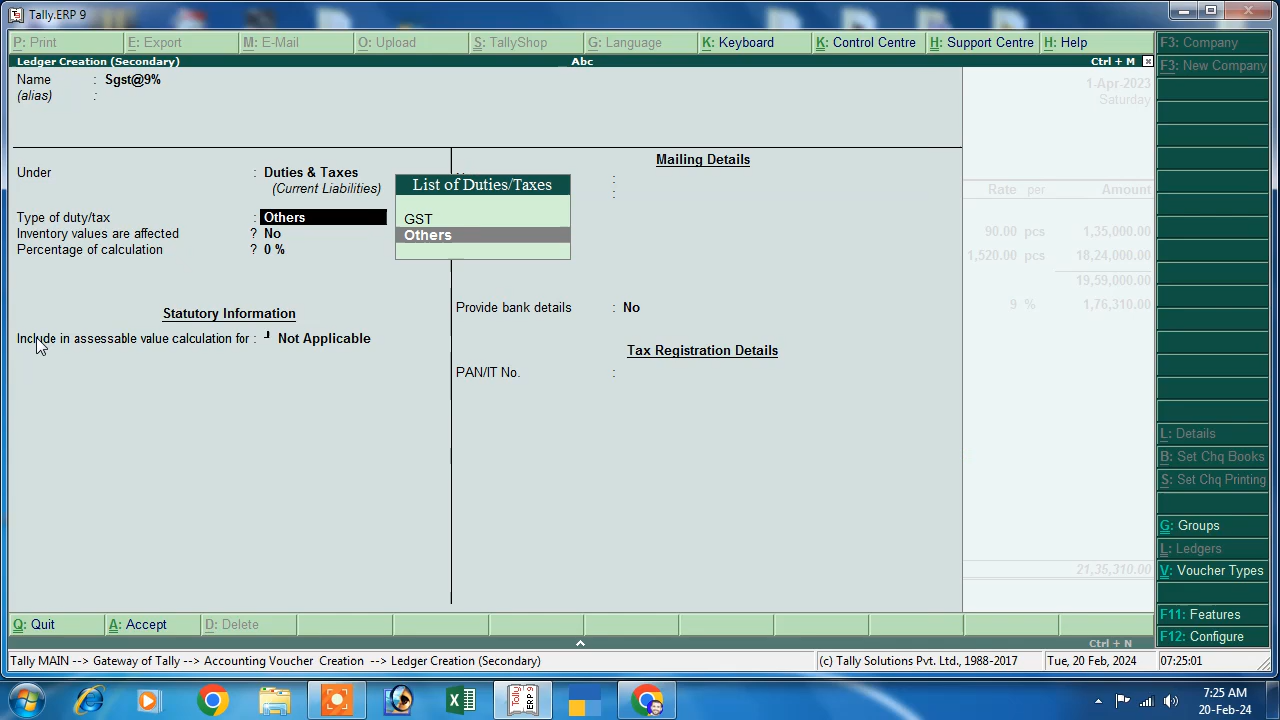 Tally.ERP 9
P: Print E: Export M: E-Mail O: Upload S: TallyShop G: Language K: Keyboard K: Control Centre H: Support Centre H: Help
F3: Company
F3: New Company
Ledger Creation (Secondary) Abc Ctrl + M
Name : Sgst@9%
(alias) :
1-Apr-2023
Saturday
Under : Duties & Taxes
(Current Liabilities)
Type of duty/tax : Others
Inventory values are affected ? No
Percentage of calculation ? 0 %
List of Duties/Taxes
GST
Others
Statutory Information
Include in assessable value calculation for : Not Applicable
Mailing Details
:
:
Provide bank details : No
Tax Registration Details
PAN/IT No. :
Rate per Amount
90.00 pcs 1,35,000.00
1,520.00 pcs 18,24,000.00
19,59,000.00
9 % 1,76,310.00
21,35,310.00
L: Details
B: Set Chq Books
S: Set Chq Printing
G: Groups
L: Ledgers
V: Voucher Types
F11: Features
F12: Configure
Q: Quit A: Accept D: Delete
Ctrl + N
Tally MAIN --> Gateway of Tally --> Accounting Voucher Creation --> Ledger Creation (Secondary) (c) Tally Solutions Pvt. Ltd., 1988-2017 Tue, 20 Feb, 2024 07:25:01
Tally ERP 9
7:25 AM
20-Feb-24